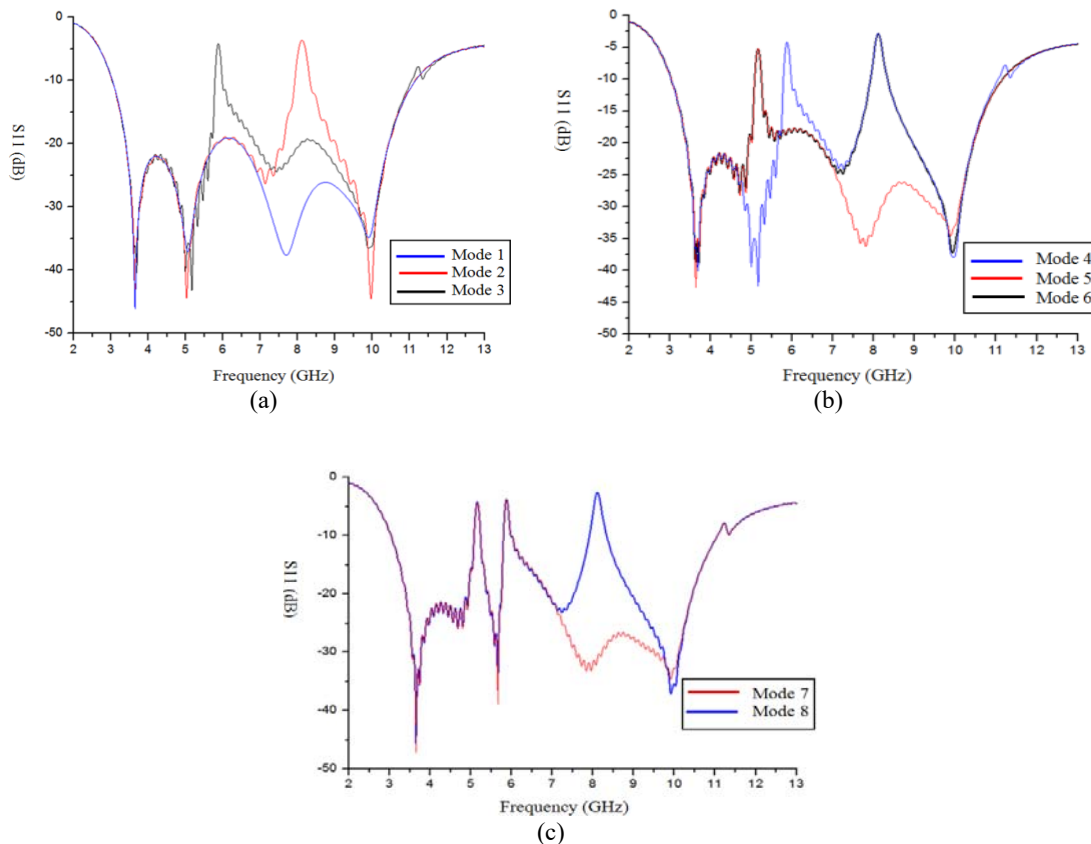 0
-10
-20
-30
-40
-50
S11 (dB)
2 3 4 5 6 7 8 9 10 11 12 13
Frequency (GHz)
Mode 1
Mode 2
Mode 3
(a)
0
-5
-10
-15
-20
-25
-30
-35
-40
-45
-50
S11 (dB)
2 3 4 5 6 7 8 9 10 11 12 13
Frequency (GHz)
Mode 4
Mode 5
Mode 6
(b)
0
-10
-20
-30
-40
-50
S11 (dB)
2 3 4 5 6 7 8 9 10 11 12 13
Frequency (GHz)
Mode 7
Mode 8
(c)